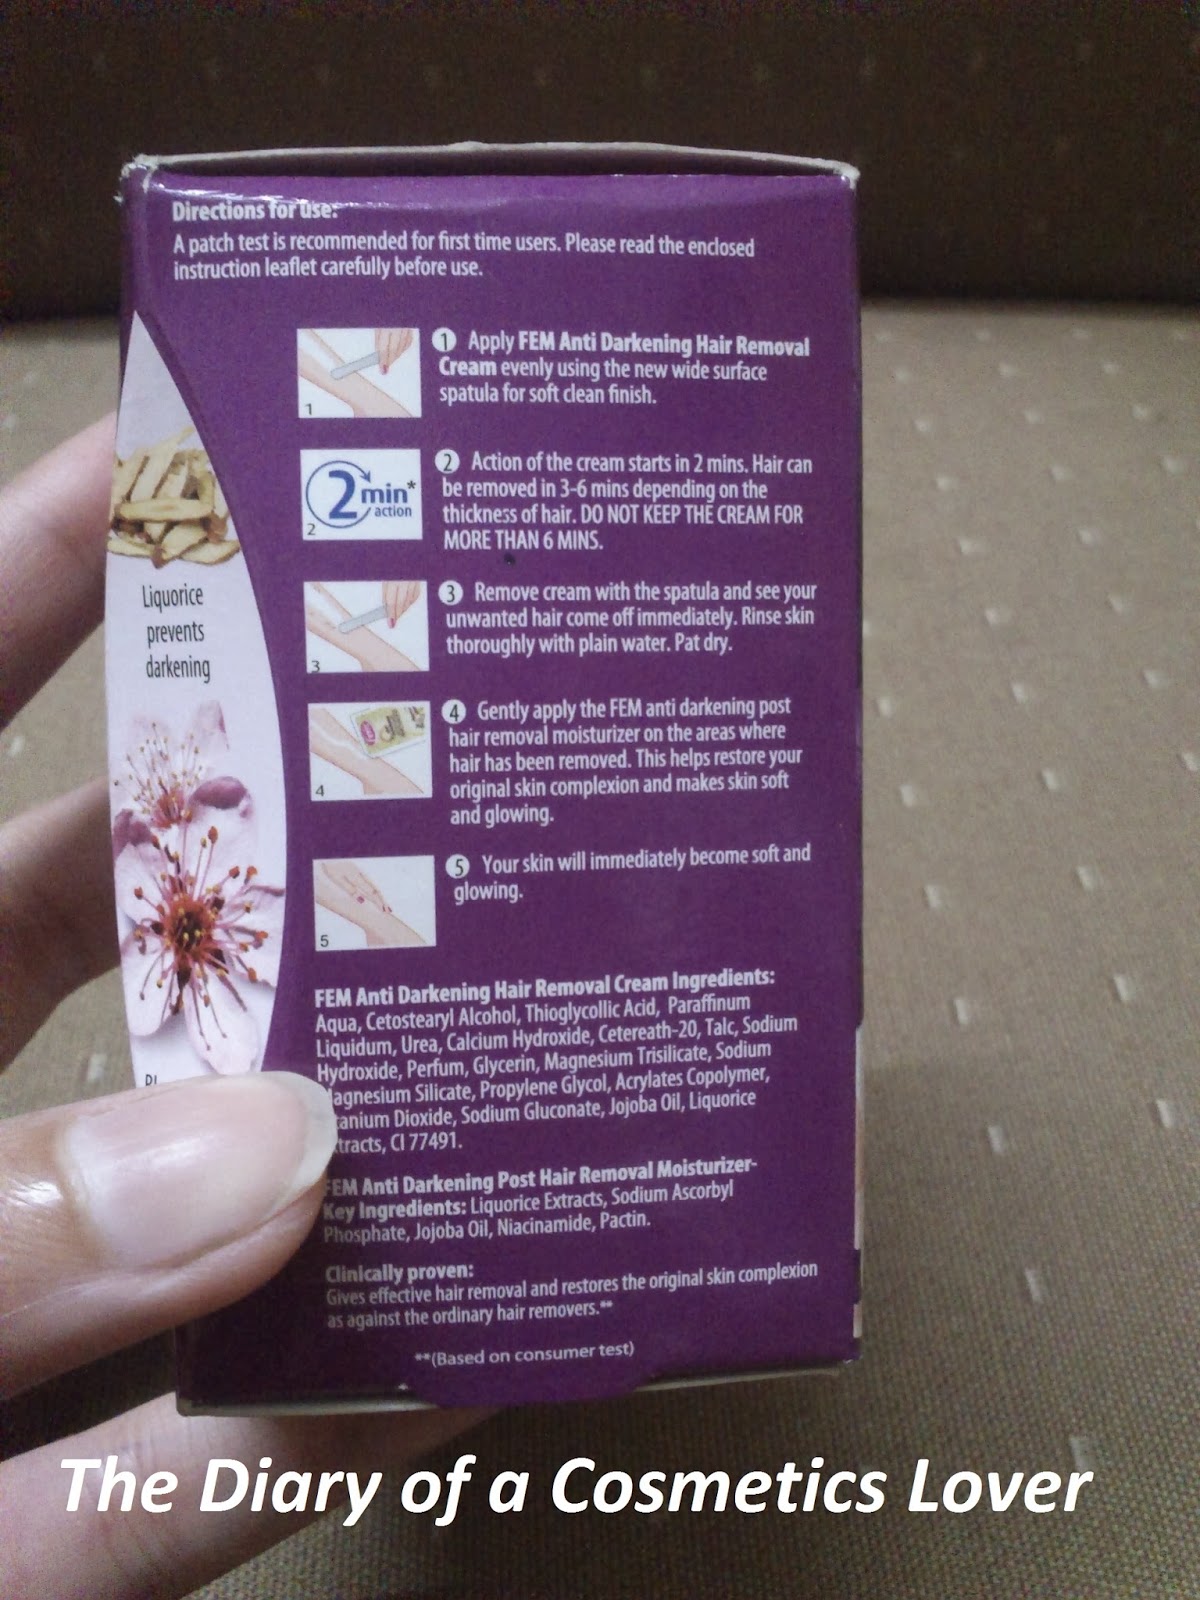 Directions for use:
A patch test is recommended for first time users. Please read the enclosed
instruction leaflet carefully before use.
1
1 Apply FEM Anti Darkening Hair Removal
Cream evenly using the new wide surface
spatula for soft clean finish.
2 min*
action
2
2 Action of the cream starts in 2 mins. Hair can
be removed in 3-6 mins depending on the
thickness of hair. DO NOT KEEP THE CREAM FOR
MORE THAN 6 MINS.
Liquorice
prevents
darkening
3
3 Remove cream with the spatula and see your
unwanted hair come off immediately. Rinse skin
thoroughly with plain water. Pat dry.
4
4 Gently apply the FEM anti darkening post
hair removal moisturizer on the areas where
hair has been removed. This helps restore your
original skin complexion and makes skin soft
and glowing.
5
5 Your skin will immediately become soft and
glowing.
FEM Anti Darkening Hair Removal Cream Ingredients:
Aqua, Cetostearyl Alcohol, Thioglycollic Acid, Paraffinum
Liquidum, Urea, Calcium Hydroxide, Cetereath-20, Talc, Sodium
Hydroxide, Perfum, Glycerin, Magnesium Trisilicate, Sodium
agnesium Silicate, Propylene Glycol, Acrylates Copolymer,
tanium Dioxide, Sodium Gluconate, Jojoba Oil, Liquorice
tracts, CI 77491.
FEM Anti Darkening Post Hair Removal Moisturizer-
Key Ingredients: Liquorice Extracts, Sodium Ascorbyl
Phosphate, Jojoba Oil, Niacinamide, Pactin.
Clinically proven:
Gives effective hair removal and restores the original skin complexion
as against the ordinary hair removers.**
**(Based on consumer test)
The Diary of a Cosmetics Lover